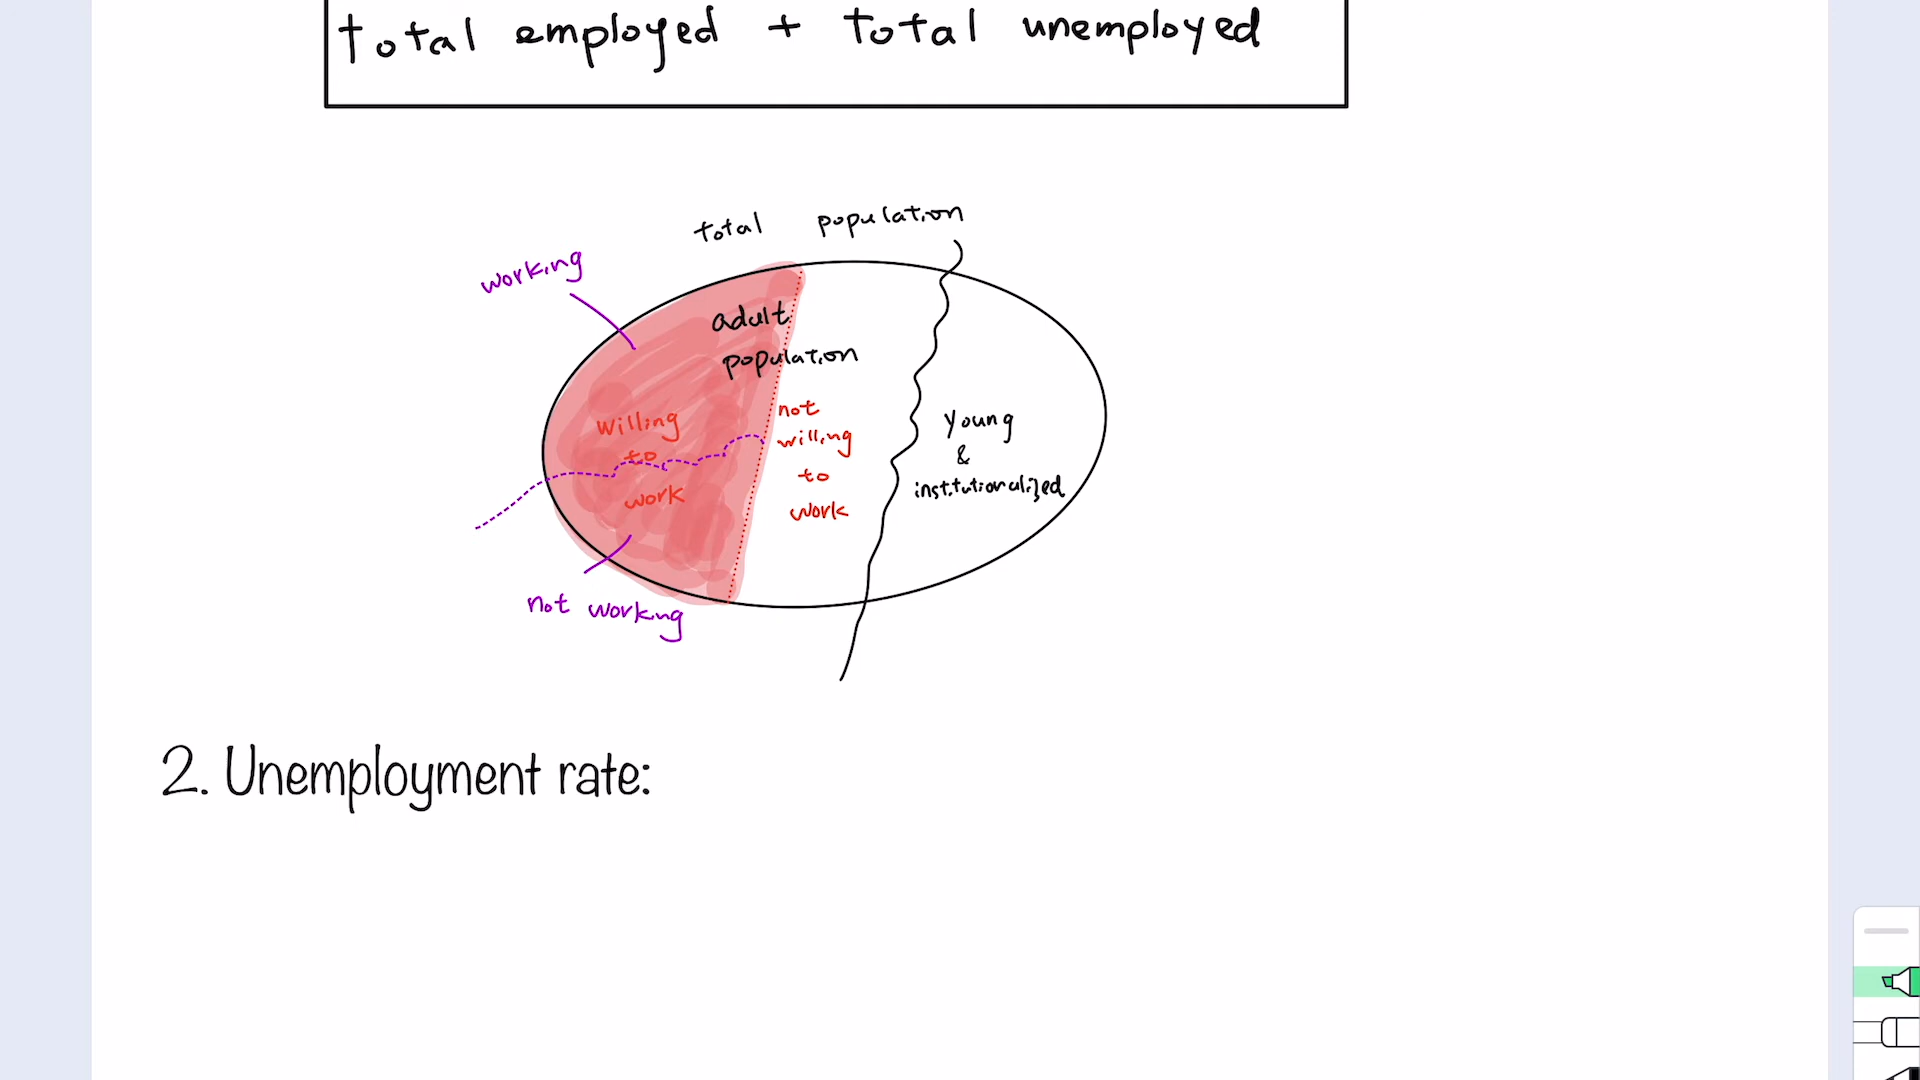 total employed + total unemployed
total population
working
adult
population
willing
to
work
not
willing
to
work
young
&
institutionalized
not working
2. Unemployment rate: